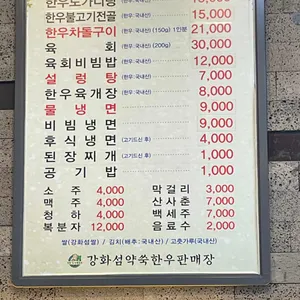 한우도가니탕 (한우:국내산)
한우불고기전골 (한우:국내산) 15,000
한우차돌구이 (한우:국내산) (150g) 1인분 21,000
육 회 (한우:국내산) (200g) 30,000
육회비빔밥 (한우:국내산) 12,000
설렁탕 (한우:국내산) 7,000
한우육개장 (한우:국내산) 8,000
물냉면 9,000
비빔냉면 9,000
후식냉면 (고기드신 후) 4,000
된장찌개 (고기드신 후) 1,000
공기밥 1,000
소 주 4,000 막걸리 3,000
맥 주 4,000 산사춘 7,000
청 하 4,000 백세주 7,000
복분자 12,000 음료수 2,000
쌀(강화섬쌀) / 김치(배추:국내산) / 고춧가루(국내산)
강화섬약쑥한우판매장